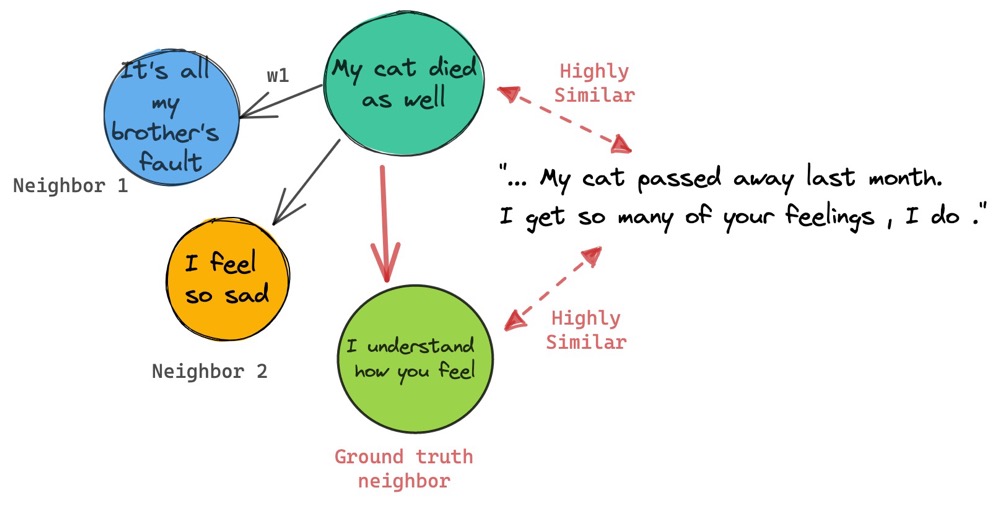 It's all
my
brother's
fault
Neighbor 1
w1
My cat died
as well
Highly
Similar
"... My cat passed away last month.
I get so many of your feelings , I do ."
I feel
so sad
Neighbor 2
I understand
how you feel
Highly
Similar
Ground truth
neighbor